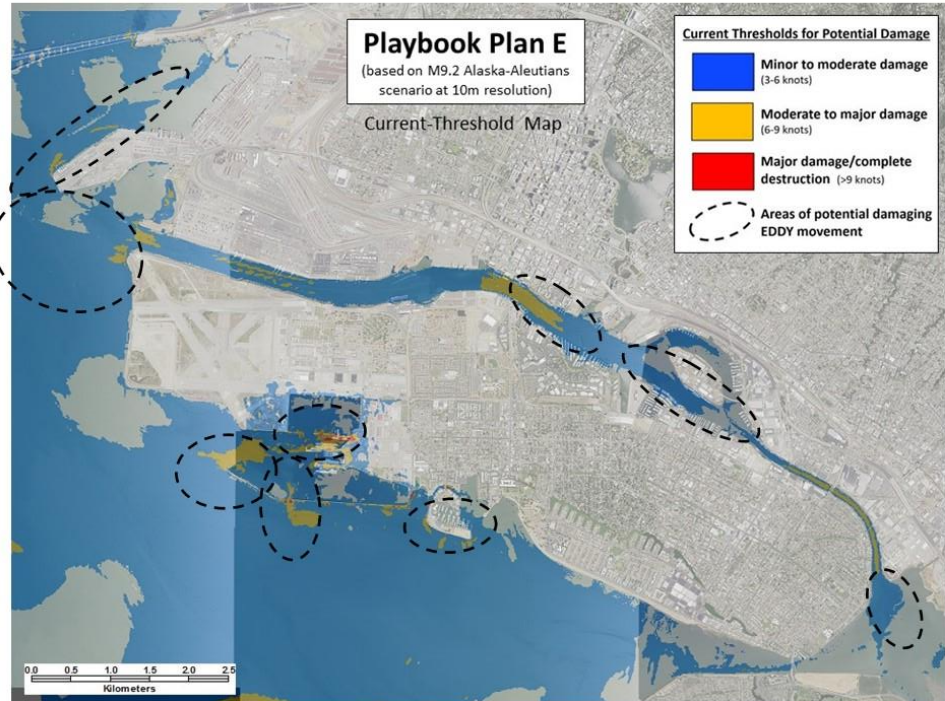 Playbook Plan E
(based on M9.2 Alaska-Aleutians
scenario at 10m resolution)
Current-Threshold Map
Current Thresholds for Potential Damage
Minor to moderate damage
(3-6 knots)
Moderate to major damage
(6-9 knots)
Major damage/complete
destruction (>9 knots)
Areas of potential damaging
EDDY movement
0.0 0.5 1.0 1.5 2.0 2.5
Kilometers